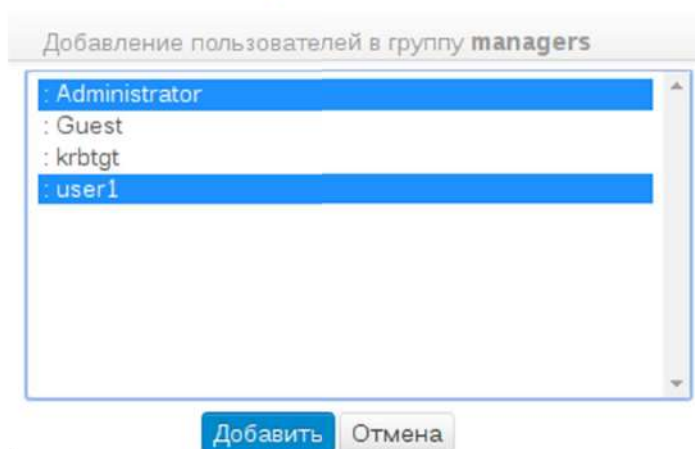 Добавление пользователей в группу managers
: Administrator
: Guest
: krbtgt
: user1
Добавить Отмена